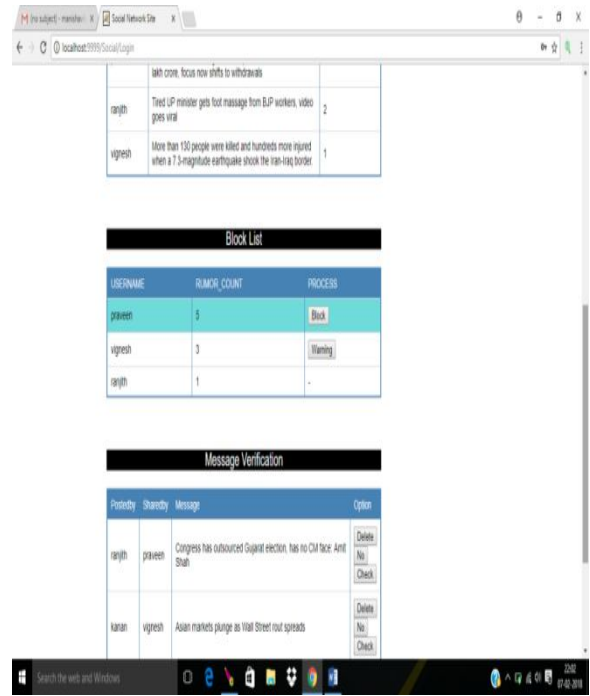 [no subject] - manishav
Social Network Site
localhost:9999/Social/Login
lakh crore, focus now shifts to withdrawals
ranjith
Tired UP minister gets foot massage from BJP workers, video
goes viral
2
vignesh
More than 130 people were killed and hundreds more injured
when a 7.3-magnitude earthquake shook the Iran-Iraq border
1
Block List
USERNAME RUMOR_COUNT PROCESS
praveen 5 Block
vignesh 3 Warning
ranjith 1 -
Message Verification
Postedby Sharedby Message Option
ranjith praveen
Congress has outsourced Gujarat election, has no CM face: Amit
Shah
Delete
No
Check
kanan vignesh Asian markets plunge as Wall Street rout spreads
Delete
No
Check
Search the web and Windows
22:02
07-02-2018